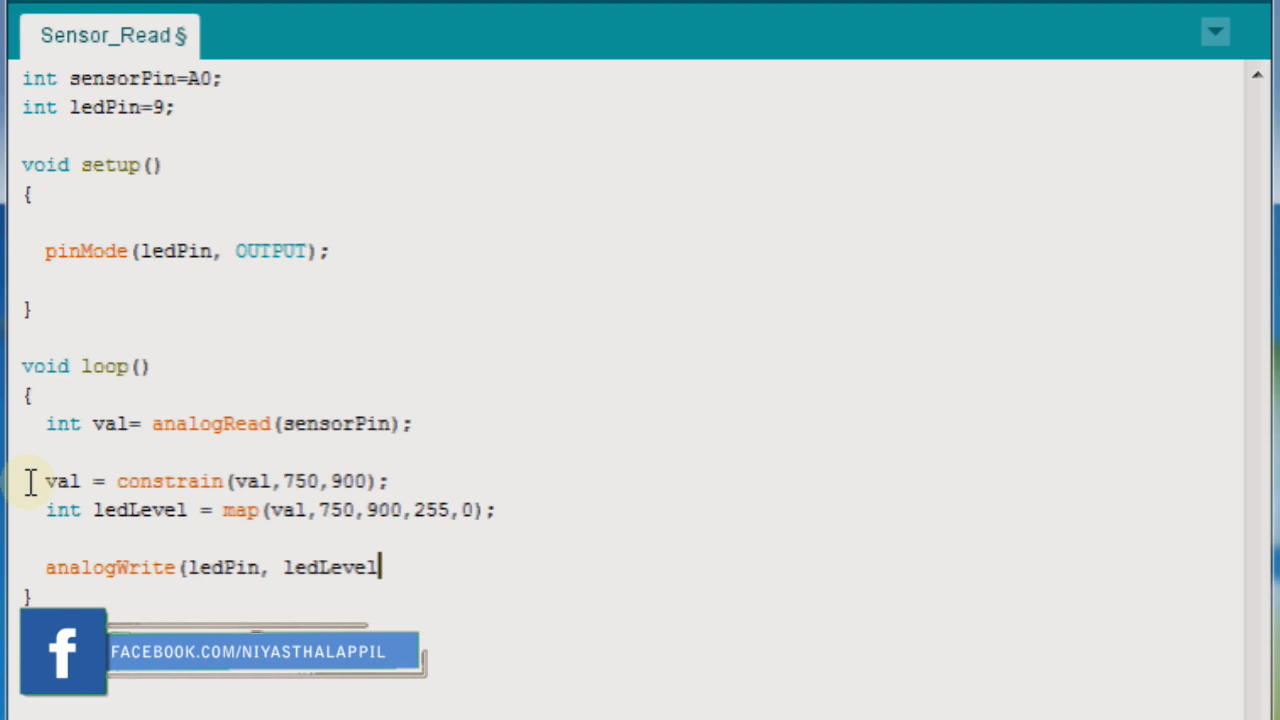 Sensor_Read §
int sensorPin=A0;
int ledPin=9;
void setup()
{
pinMode(ledPin, OUTPUT);
}
void loop()
{
int val= analogRead(sensorPin);
val = constrain(val,750,900);
int ledLevel = map(val,750,900,255,0);
analogWrite(ledPin, ledLevel
}
f FACEBOOK.COM/NIYASTHALAPPIL